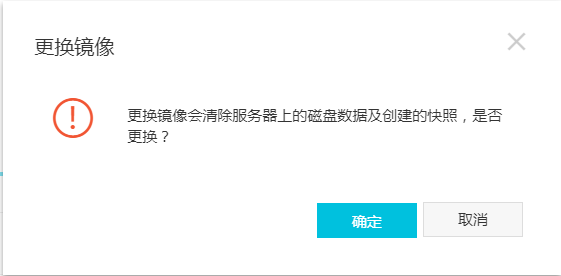 更换镜像
更换镜像会清除服务器上的磁盘数据及创建的快照，是否
更换？
确定
取消